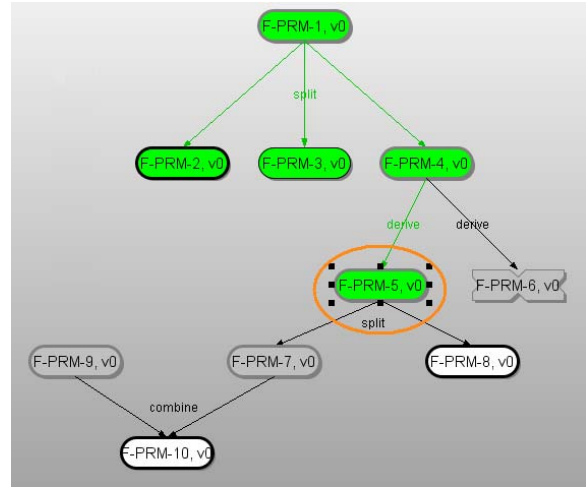 F-PRM-1, v0
split
F-PRM-2, v0
F-PRM-3, v0
F-PRM-4, v0
derive
derive
F-PRM-5, v0
F-PRM-6, v0
split
F-PRM-9, v0
F-PRM-7, v0
F-PRM-8, v0
combine
F-PRM-10, v0